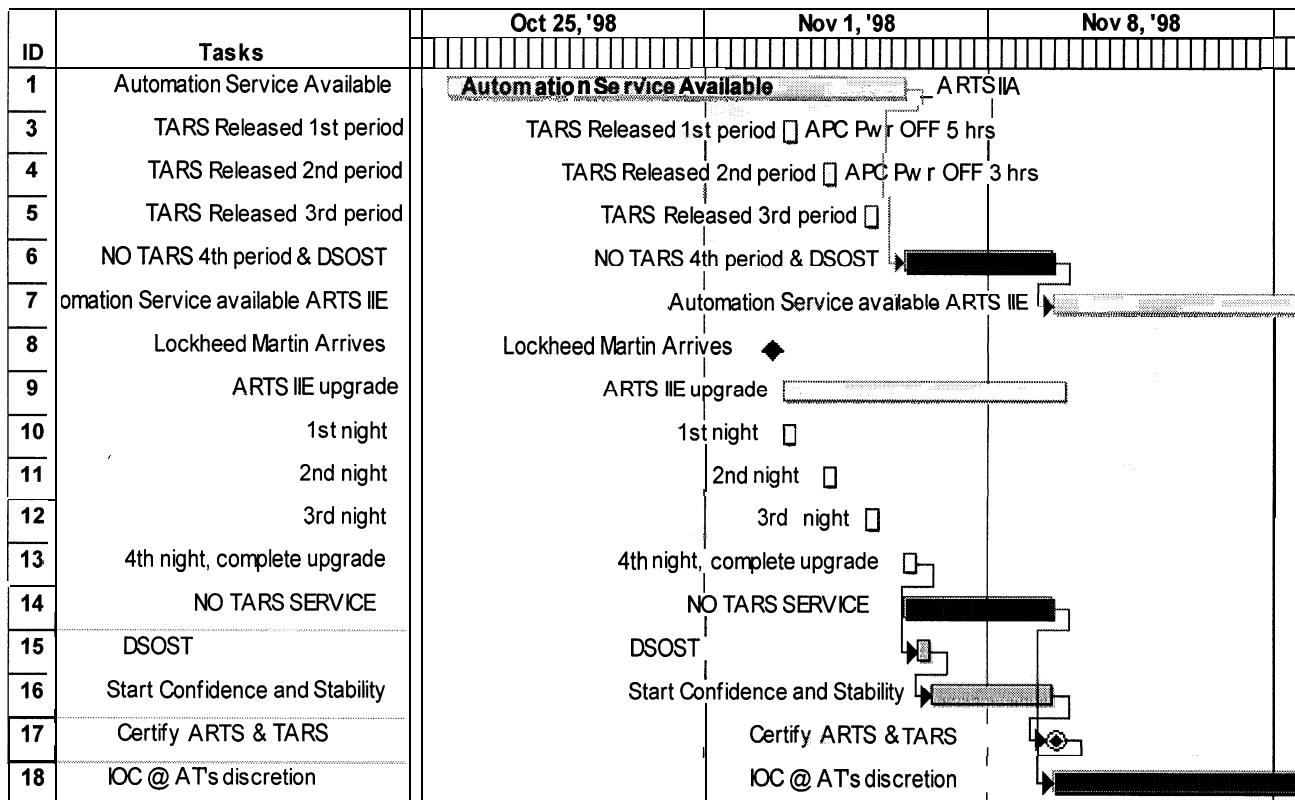 Oct 25, '98 Nov 1, '98 Nov 8, '98
ID Tasks
1 Automation Service Available Automation Service Available ARTS IIA
3 TARS Released 1st period TARS Released 1st period APC Pwr OFF 5 hrs
4 TARS Released 2nd period TARS Released 2nd period APC Pwr OFF 3 hrs
5 TARS Released 3rd period TARS Released 3rd period
6 NO TARS 4th period & DSOST NO TARS 4th period & DSOST
7 omation Service available ARTS IIE Automation Service available ARTS IIE
8 Lockheed Martin Arrives Lockheed Martin Arrives
9 ARTS IIE upgrade ARTS IIE upgrade
10 1st night 1st night
11 2nd night 2nd night
12 3rd night 3rd night
13 4th night, complete upgrade 4th night, complete upgrade
14 NO TARS SERVICE NO TARS SERVICE
15 DSOST DSOST
16 Start Confidence and Stability Start Confidence and Stability
17 Certify ARTS & TARS Certify ARTS & TARS
18 IOC @ AT's discretion IOC @ AT's discretion